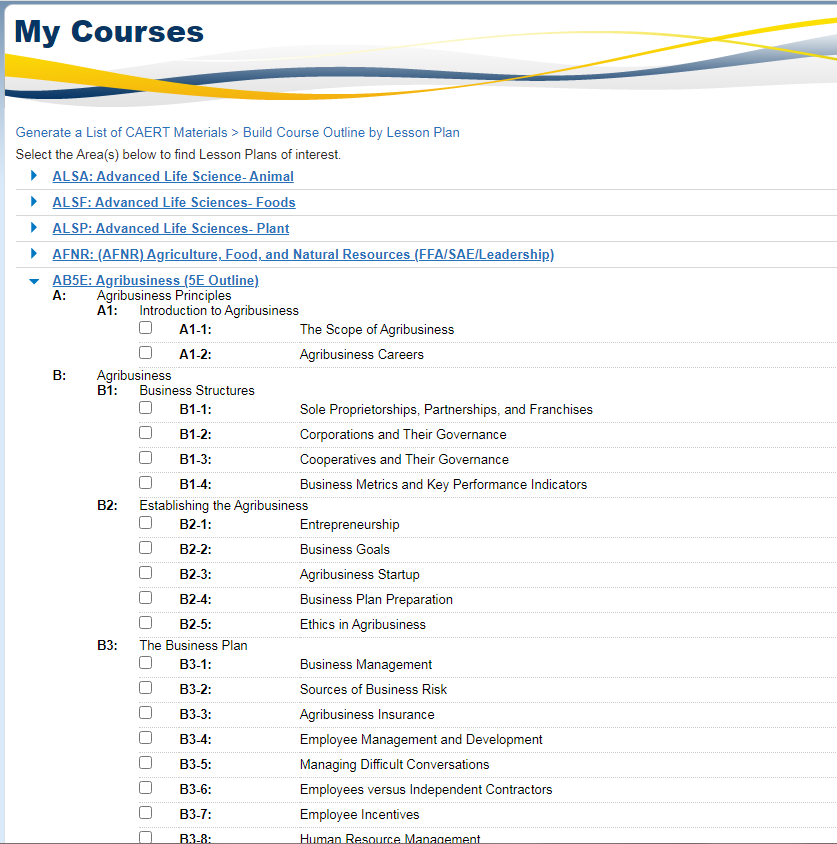 My Courses
Generate a List of CAERT Materials > Build Course Outline by Lesson Plan
Select the Area(s) below to find Lesson Plans of interest.
ALSA: Advanced Life Science- Animal
ALSF: Advanced Life Sciences- Foods
ALSP: Advanced Life Sciences- Plant
AFNR: (AFNR) Agriculture, Food, and Natural Resources (FFA/SAE/Leadership)
AB5E: Agribusiness (5E Outline)
A: Agribusiness Principles
A1: Introduction to Agribusiness
A1-1: The Scope of Agribusiness
A1-2: Agribusiness Careers
B: Agribusiness
B1: Business Structures
B1-1: Sole Proprietorships, Partnerships, and Franchises
B1-2: Corporations and Their Governance
B1-3: Cooperatives and Their Governance
B1-4: Business Metrics and Key Performance Indicators
B2: Establishing the Agribusiness
B2-1: Entrepreneurship
B2-2: Business Goals
B2-3: Agribusiness Startup
B2-4: Business Plan Preparation
B2-5: Ethics in Agribusiness
B3: The Business Plan
B3-1: Business Management
B3-2: Sources of Business Risk
B3-3: Agribusiness Insurance
B3-4: Employee Management and Development
B3-5: Managing Difficult Conversations
B3-6: Employees versus Independent Contractors
B3-7: Employee Incentives
B3-8: Human Resource Management